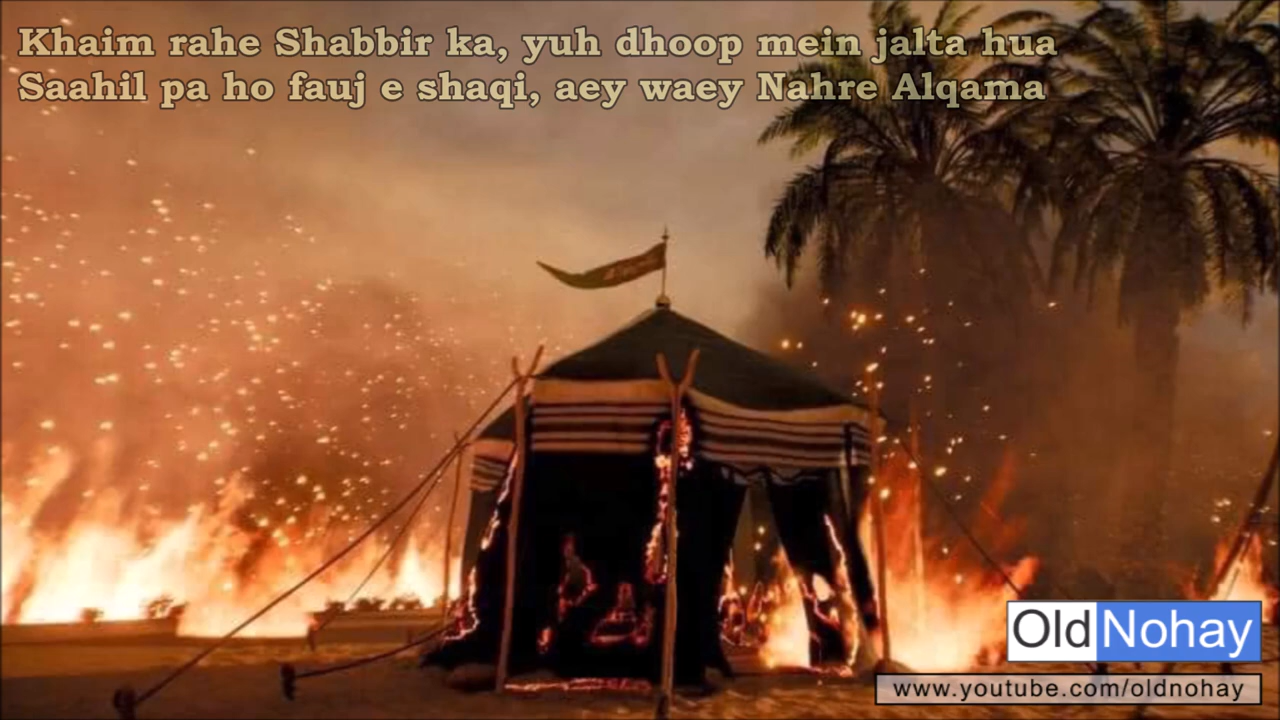 Khaim rahe Shabbir ka, yuh dhoop mein jalta hua
Saahil pa ho fauj e shaqi, aey waey Nahre Alqama
OldNohay
www.youtube.com/oldnohay